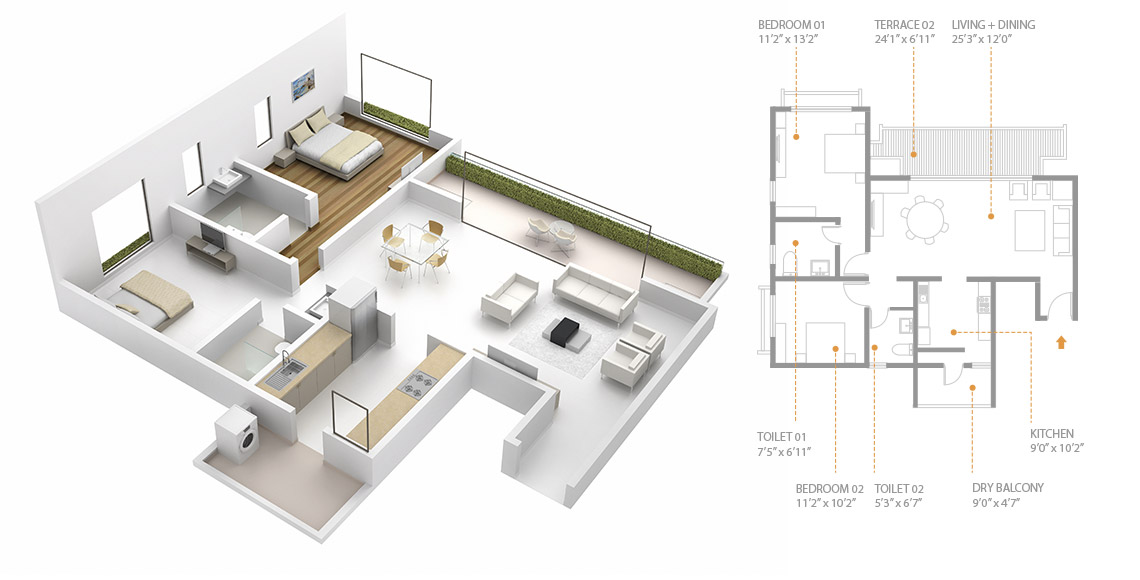 BEDROOM 01
11’2” x 13’2”
TERRACE 02
24’1” x 6’11”
LIVING + DINING
25’3” x 12’0”
TOILET 01
7’5” x 6’11”
KITCHEN
9’0” x 10’2”
BEDROOM 02
11’2” x 10’2”
TOILET 02
5’3” x 6’7”
DRY BALCONY
9’0” x 4’7”